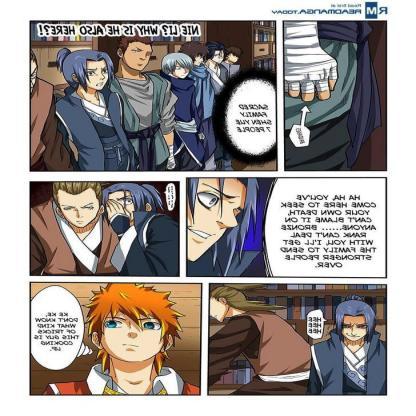 RM
Read first at
READMANGA.TODAY
NIE LI? WHY IS HE ALSO HERE?!
SACRED
FAMILY
SHEN YUE
7 PEOPLE
HA, HA, YOU'VE
COME HERE TO SEEK
YOUR OWN DEATH,
CAN'T BLAME IT ON
ANYONE...... BRONZE
RANK CAN'T DEAL
WITH YOU, I'LL GET
THE FAMILY TO SEND
STRONGER PEOPLE
OVER.
HEE
HEE
HEE
KE, KE
DON'T KNOW
WHAT KIND
OF TRICKS
THIS GUY IS
COOKING
UP.